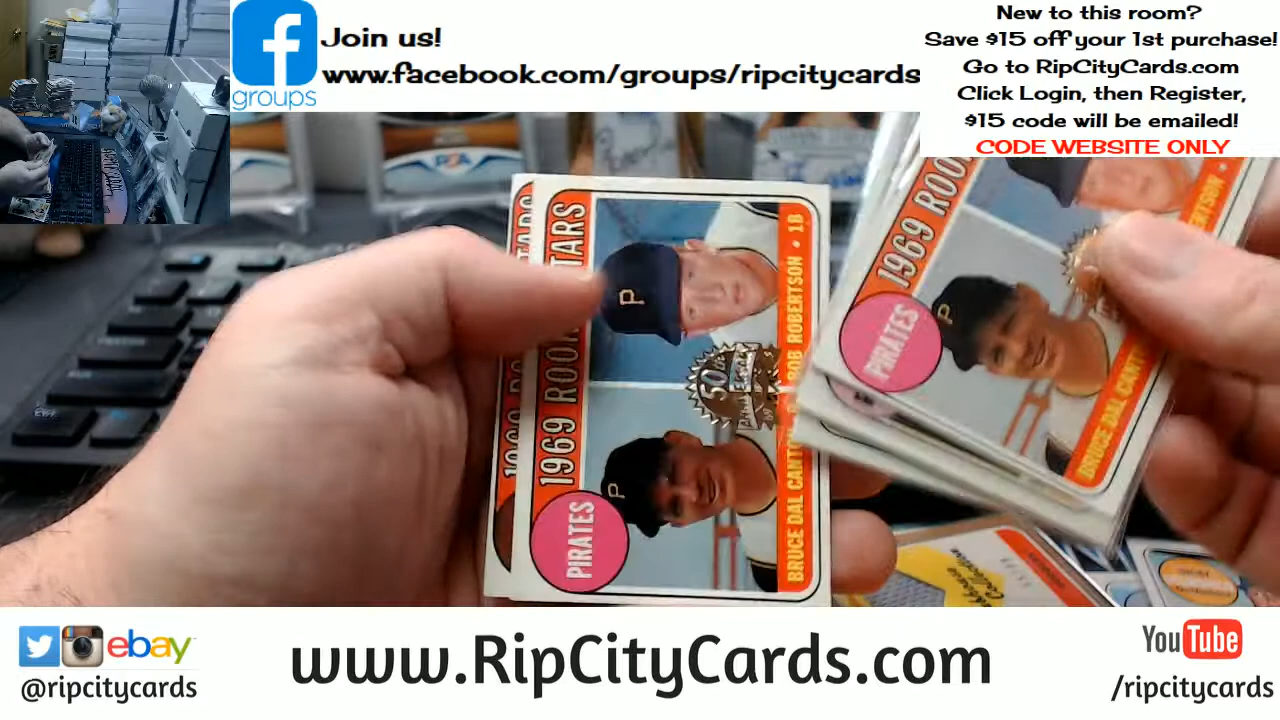 groups
Join us!
www.facebook.com/groups/ripcitycards
New to this room?
Save $15 off your 1st purchase!
Go to RipCityCards.com
Click Login, then Register,
$15 code will be emailed!
CODE WEBSITE ONLY
TARS
1969 ROO
STARS
P
P
PIRATES
BRUCE DAL CANTON
BOB ROBERTSON • 1B
50th
ANNIVERSARY
1969 ROO
P
PIRATES
BRUCE DAL CANT
ERTSON •
ebay
@ripcitycards
www.RipCityCards.com
YouTube
/ripcitycards